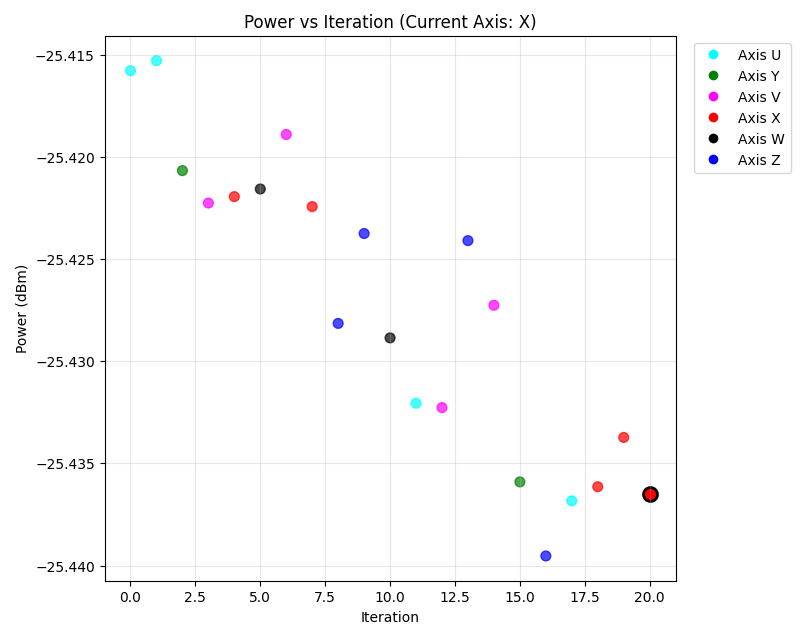 Power vs Iteration (Current Axis: X)
Power (dBm)
−25.415
−25.420
−25.425
−25.430
−25.435
−25.440
0.0 2.5 5.0 7.5 10.0 12.5 15.0 17.5 20.0
Iteration
Axis U
Axis Y
Axis V
Axis X
Axis W
Axis Z